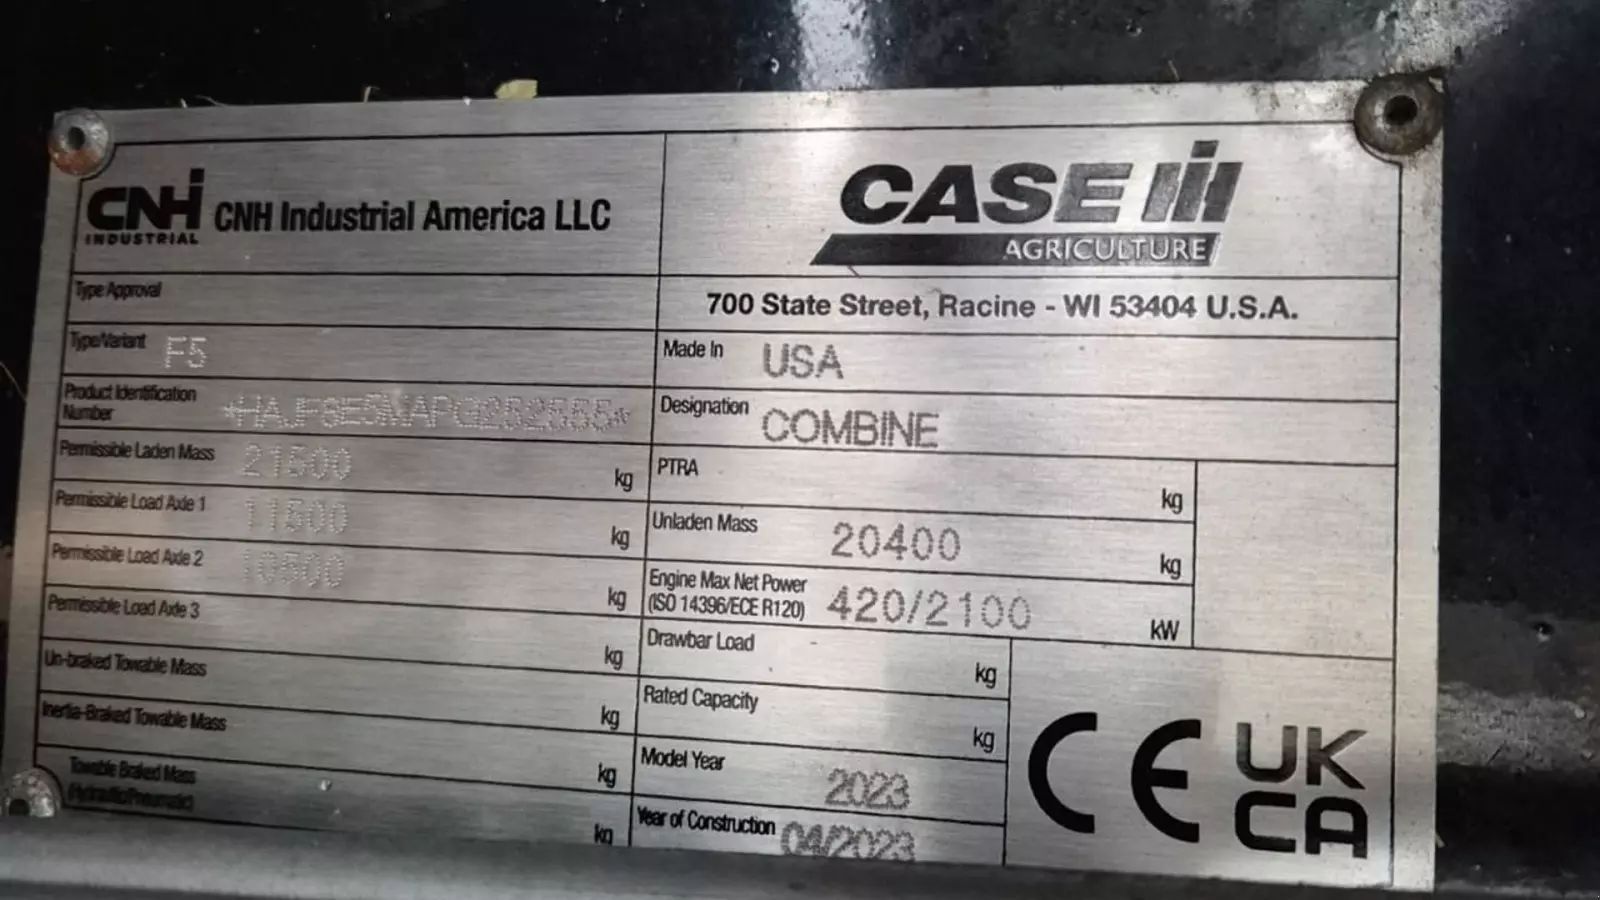 CNH
INDUSTRIAL
CNH Industrial America LLC
CASE IH
AGRICULTURE
700 State Street, Racine - WI 53404 U.S.A.
Type Approval
Type/Variant F5
Product Identification
Number
Permissible Laden Mass 21500 kg
Permissible Load Axle 1 11500 kg
Permissible Load Axle 2 10500 kg
Permissible Load Axle 3 kg
Un-braked Towable Mass kg
Inertia-Braked Towable Mass kg
Towable Braked Mass
(Hydraulic/Pneumatic) kg
Made In USA
Designation COMBINE
PTRA kg
Unladen Mass 20400 kg
Engine Max Net Power
(ISO 14396/ECE R120) 420/2100 kW
Drawbar Load kg
Rated Capacity kg
Model Year 2023
Year of Construction 04/2023
CE
UK
CA